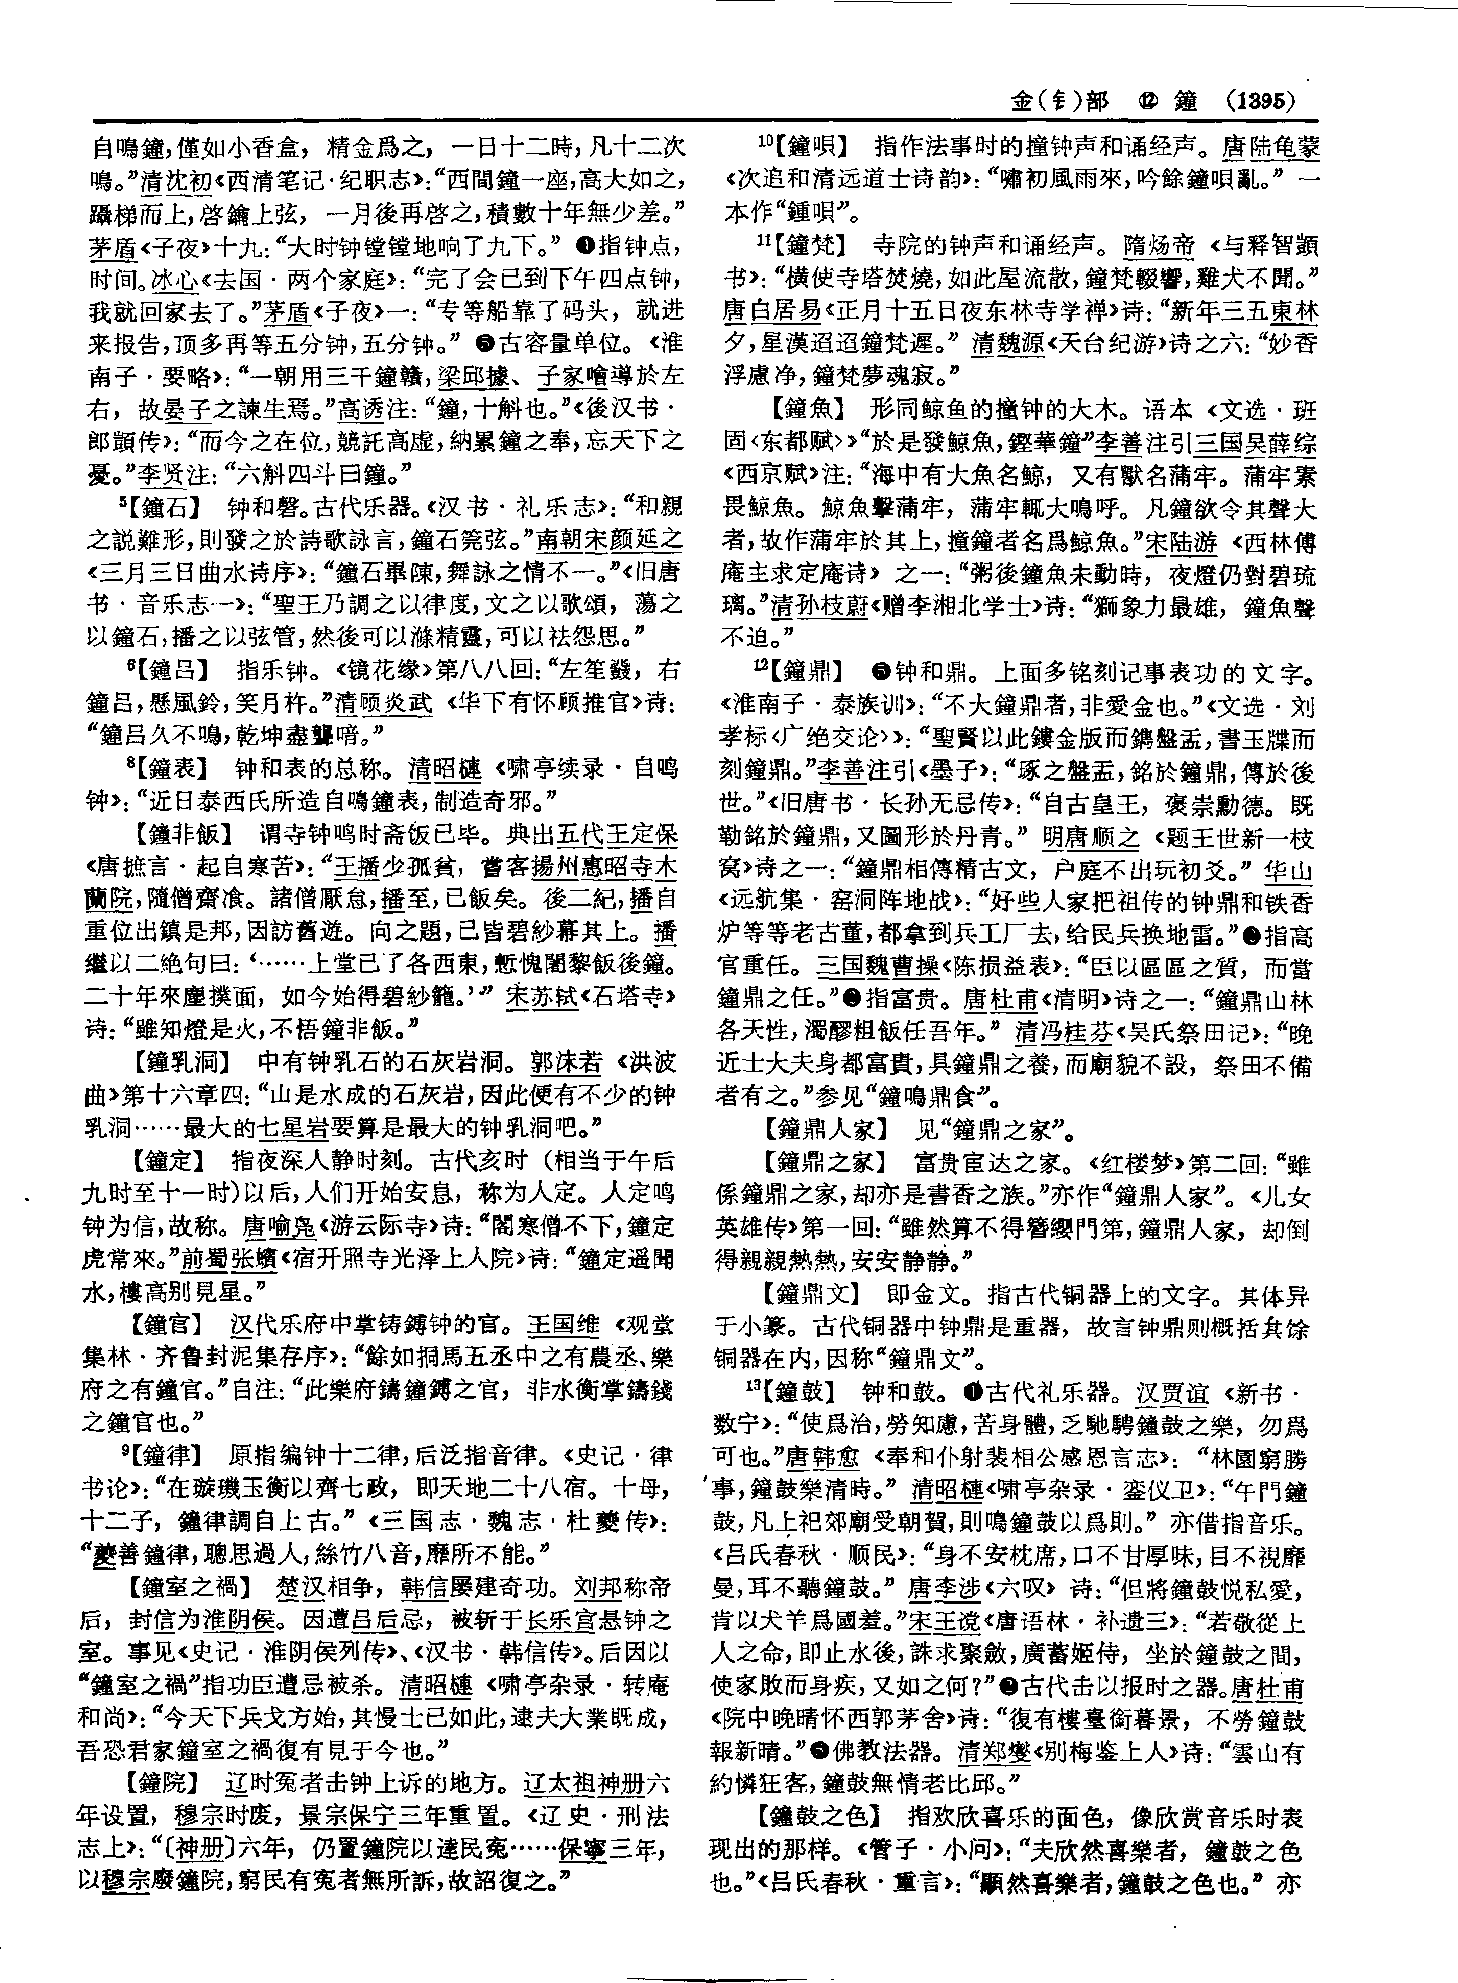 金(钅)部 ⑫ 鐘 (1395)
自鳴鐘,僅如小香盒，精金爲之，一日十二時,凡十二次
鳴。”清沈初《西清笔记·纪职志》:“西間鐘一座,高大如之,
躡梯而上,啓鑰上弦，一月後再啓之,積數十年無少差。”
茅盾《子夜》十九:“大时钟镗镗地响了九下。” ❹指钟点,
时间。冰心《去国·两个家庭》:“完了会已到下午四点钟,
我就回家去了。”茅盾《子夜》一:“专等船靠了码头，就进
来报告,顶多再等五分钟,五分钟。” ❺古容量单位。《淮
南子·要略》:“一朝用三千鐘贛,梁邱據、子家噲導於左
右，故晏子之諫生焉。”高诱注:“鐘,十斛也。”《後汉书·
郎顗传》:“而今之在位,競託高虚,納累鐘之奉,忘天下之
憂。”李贤注:“六斛四斗曰鐘。”
⁵【鐘石】 钟和磬。古代乐器。《汉书·礼乐志》:“和親
之説難形,則發之於詩歌詠言,鐘石筦弦。”南朝宋颜延之
《三月三日曲水诗序》:“鐘石畢陳,舞詠之情不一。”《旧唐
书·音乐志一》:“聖王乃調之以律度,文之以歌頌，蕩之
以鐘石,播之以弦管,然後可以滌精靈,可以祛怨思。”
⁶【鐘吕】 指乐钟。《镜花缘》第八八回:“左笙鼗，右
鐘吕,懸風鈴,笑月杵。”清顾炎武 《华下有怀顾推官》诗:
“鐘吕久不鳴,乾坤盡聾喑。”
⁸【鐘表】 钟和表的总称。清昭槤 《啸亭续录·自鸣
钟》:“近日泰西氏所造自鳴鐘表,制造奇邪。”
【鐘非飯】 谓寺钟鸣时斋饭已毕。典出五代王定保
《唐摭言·起自寒苦》:“王播少孤貧，嘗客揚州惠昭寺木
蘭院,隨僧齋飡。諸僧厭怠,播至,已飯矣。後二紀,播自
重位出鎮是邦,因訪舊遊。向之題,已皆碧紗幕其上。播
繼以二絶句曰:‘……上堂已了各西東,慙愧闍黎飯後鐘。
二十年來塵撲面，如今始得碧紗籠。’” 宋苏轼《石塔寺》
诗:“雖知燈是火,不悟鐘非飯。”
【鐘乳洞】 中有钟乳石的石灰岩洞。郭沫若 《洪波
曲》第十六章四:“山是水成的石灰岩,因此便有不少的钟
乳洞……最大的七星岩要算是最大的钟乳洞吧。”
【鐘定】 指夜深人静时刻。古代亥时（相当于午后
九时至十一时)以后,人们开始安息，称为人定。人定鸣
钟为信,故称。唐喻凫《游云际寺》诗:“閣寒僧不下,鐘定
虎常來。”前蜀张蠙《宿开照寺光泽上人院》诗:“鐘定遥聞
水,樓高别見星。”
【鐘官】 汉代乐府中掌铸鎛钟的官。王国维 《观堂
集林·齐鲁封泥集存序》:“餘如挏馬五丞中之有農丞、樂
府之有鐘官。”自注:“此樂府鑄鐘鎛之官，非水衡掌鑄錢
之鐘官也。”
⁹【鐘律】 原指编钟十二律,后泛指音律。《史记·律
书论》:“在璇璣玉衡以齊七政，即天地二十八宿。十母,
十二子，鐘律調自上古。”《三国志·魏志·杜夔传》:
“夔善鐘律,聰思過人,絲竹八音,靡所不能。”
【鐘室之禍】 楚汉相争，韩信屡建奇功。刘邦称帝
后，封信为淮阴侯。因遭吕后忌，被斩于长乐宫悬钟之
室。事见《史记·淮阴侯列传》、《汉书·韩信传》。后因以
“鐘室之禍”指功臣遭忌被杀。清昭槤 《啸亭杂录·转庵
和尚》:“今天下兵戈方始,其慢士已如此,逮夫大業既成,
吾恐君家鐘室之禍復有見于今也。”
【鐘院】 辽时冤者击钟上诉的地方。辽太祖神册六
年设置，穆宗时废，景宗保宁三年重置。《辽史·刑法
志上》:“〔神册〕六年，仍置鐘院以達民冤……保寧三年,
以穆宗廢鐘院,窮民有冤者無所訴,故詔復之。”
¹⁰【鐘唄】 指作法事时的撞钟声和诵经声。唐陆龟蒙
《次追和清远道士诗韵》:“嘯初風雨來,吟餘鐘唄亂。” 一
本作“鍾唄”。
¹¹【鐘梵】 寺院的钟声和诵经声。隋炀帝 《与释智顗
书》:“横使寺塔焚燒,如此屋流散,鐘梵輟響,雞犬不聞。”
唐白居易《正月十五日夜东林寺学禅》诗:“新年三五東林
夕,星漢迢迢鐘梵遲。” 清魏源《天台纪游》诗之六:“妙香
浮慮净,鐘梵夢魂寂。”
【鐘魚】 形同鲸鱼的撞钟的大木。语本 《文选·班
固〈东都赋〉》“於是發鯨魚,鏗華鐘”李善注引三国吴薛综
《西京赋》注:“海中有大魚名鲸，又有獸名蒲牢。蒲牢素
畏鯨魚。鯨魚擊蒲牢，蒲牢輒大鳴呼。凡鐘欲令其聲大
者,故作蒲牢於其上,撞鐘者名爲鯨魚。”宋陆游 《西林傅
庵主求定庵诗》 之一:“粥後鐘魚未動時，夜燈仍對碧琉
璃。”清孙枝蔚《赠李湘北学士》诗:“獅象力最雄，鐘魚聲
不迫。”
¹²【鐘鼎】 ❶钟和鼎。上面多铭刻记事表功的文字。
《淮南子·泰族训》:“不大鐘鼎者,非愛金也。”《文选·刘
孝标〈广绝交论〉》:“聖賢以此鏤金版而鐫盤盂,書玉牒而
刻鐘鼎。”李善注引《墨子》:“琢之盤盂,銘於鐘鼎,傳於後
世。”《旧唐书·长孙无忌传》:“自古皇王，褒崇勳德。既
勒銘於鐘鼎,又圖形於丹青。” 明唐顺之 《题王世新一枝
窝》诗之一:“鐘鼎相傳精古文，户庭不出玩初爻。” 华山
《远航集·窑洞阵地战》:“好些人家把祖传的钟鼎和铁香
炉等等老古董,都拿到兵工厂去,给民兵换地雷。”❷指高
官重任。三国魏曹操《陈损益表》:“臣以區區之質，而當
鐘鼎之任。”❸指富贵。唐杜甫《清明》诗之一:“鐘鼎山林
各天性,濁醪粗飯任吾年。” 清冯桂芬《吴氏祭田记》:“晚
近士大夫身都富貴,具鐘鼎之養,而廟貌不設，祭田不備
者有之。”参见“鐘鳴鼎食”。
【鐘鼎人家】 见“鐘鼎之家”。
【鐘鼎之家】 富贵宦达之家。《红楼梦》第二回:“雖
係鐘鼎之家,却亦是書香之族。”亦作“鐘鼎人家”。《儿女
英雄传》第一回:“雖然算不得簪纓門第,鐘鼎人家，却倒
得親親熱熱,安安静静。”
【鐘鼎文】 即金文。指古代铜器上的文字。其体异
于小篆。古代铜器中钟鼎是重器，故言钟鼎则概括其馀
铜器在内,因称“鐘鼎文”。
¹³【鐘鼓】 钟和鼓。❶古代礼乐器。汉贾谊 《新书·
数宁》:“使爲治,勞知慮,苦身體,乏馳騁鐘鼓之樂，勿爲
可也。”唐韩愈 《奉和仆射裴相公感恩言志》: “林園窮勝
事,鐘鼓樂清時。” 清昭槤《啸亭杂录·銮仪卫》:“午門鐘
鼓,凡上祀郊廟受朝賀,則鳴鐘鼓以爲則。” 亦借指音乐。
《吕氏春秋·顺民》:“身不安枕席,口不甘厚味,目不視靡
曼,耳不聽鐘鼓。” 唐李涉《六叹》 诗:“但將鐘鼓悦私愛,
肯以犬羊爲國羞。”宋王谠《唐语林·补遗三》:“若敬從上
人之命,即止水後,誅求聚斂,廣蓄姬侍，坐於鐘鼓之間,
使家敗而身疾,又如之何?”❷古代击以报时之器。唐杜甫
《院中晚晴怀西郭茅舍》诗:“復有樓臺銜暮景，不勞鐘鼓
報新晴。”❸佛教法器。清郑燮《别梅鉴上人》诗:“雲山有
約憐狂客,鐘鼓無情老比邱。”
【鐘鼓之色】 指欢欣喜乐的面色，像欣赏音乐时表
现出的那样。《管子·小问》:“夫欣然喜樂者，鐘鼓之色
也。”《吕氏春秋·重言》:“顯然喜樂者,鐘鼓之色也。” 亦